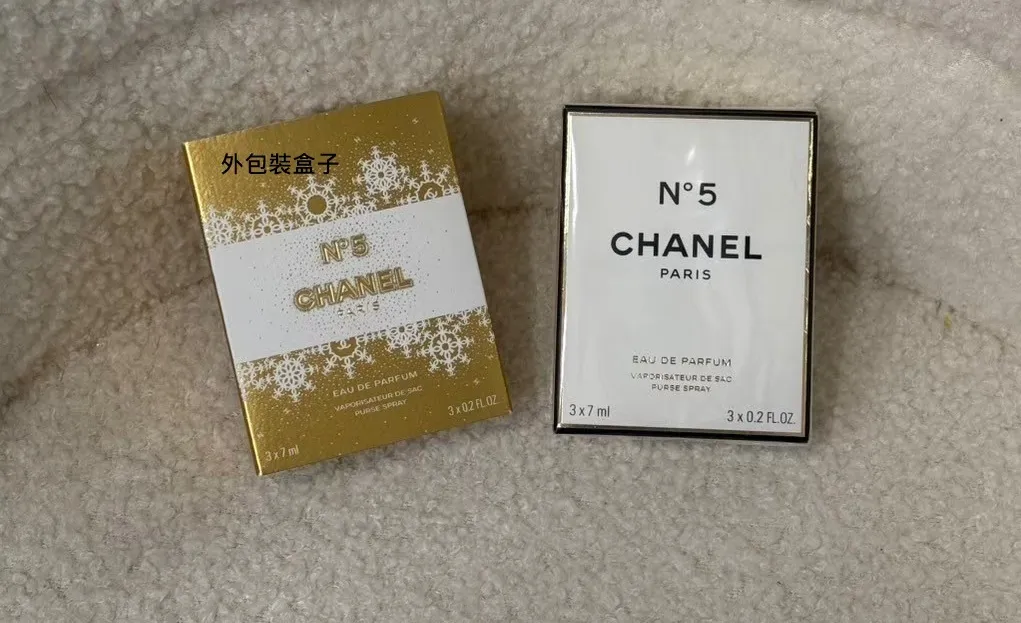 外包裝盒子
N°5
CHANEL
PARIS
EAU DE PARFUM
VAPORISATEUR DE SAC
PURSE SPRAY
3 x 7 ml
3 x 0.2 FL.OZ.
N°5
CHANEL
PARIS
EAU DE PARFUM
VAPORISATEUR DE SAC
PURSE SPRAY
3 x 7 ml
3 x 0.2 FL.OZ.